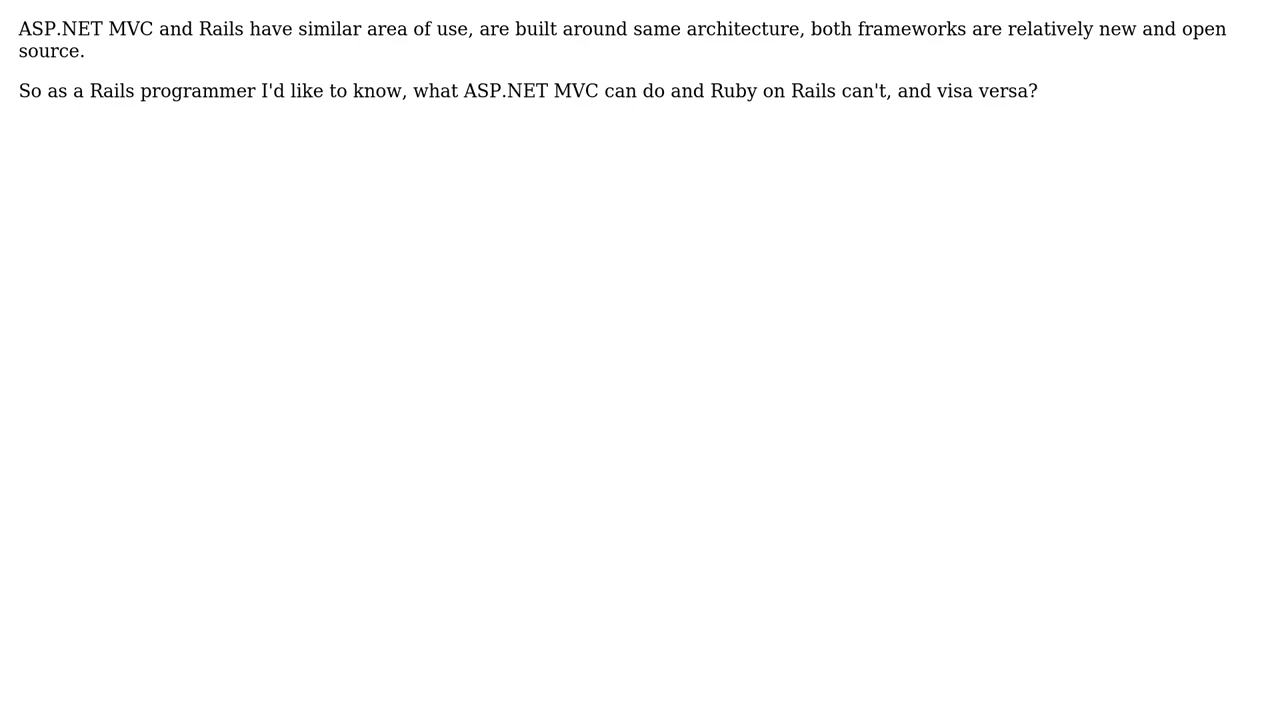 ASP.NET MVC and Rails have similar area of use, are built around same architecture, both frameworks are relatively new and open
source.
So as a Rails programmer I'd like to know, what ASP.NET MVC can do and Ruby on Rails can't, and visa versa?